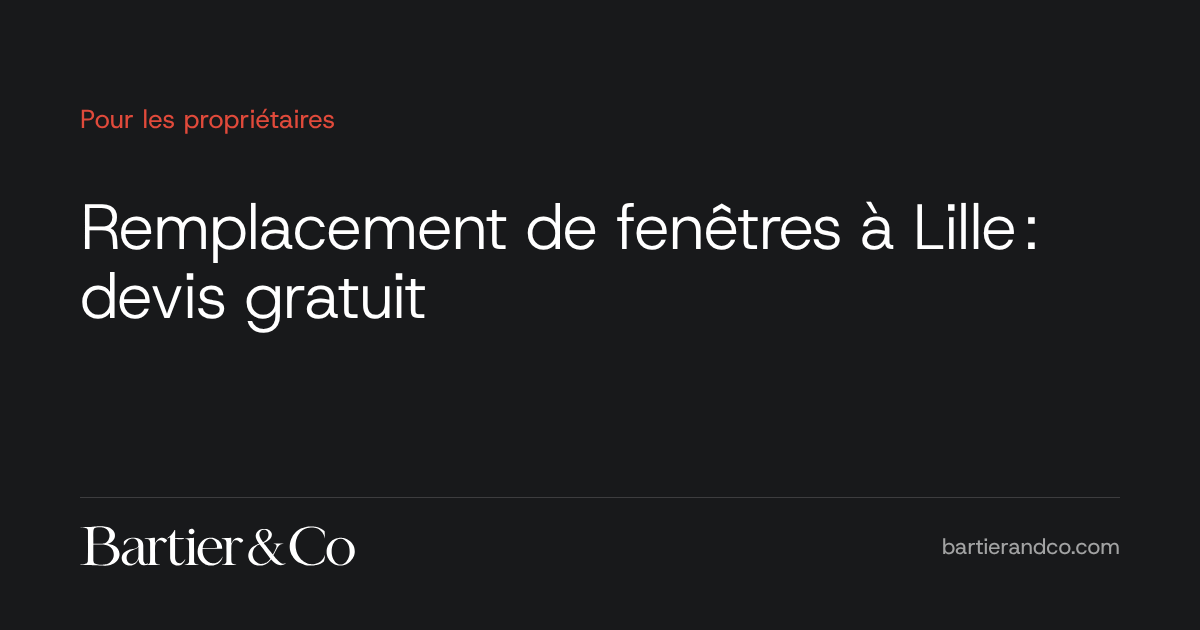 Pour les propriétaires
Remplacement de fenêtres à Lille :
devis gratuit
Bartier & Co
bartierandco.com